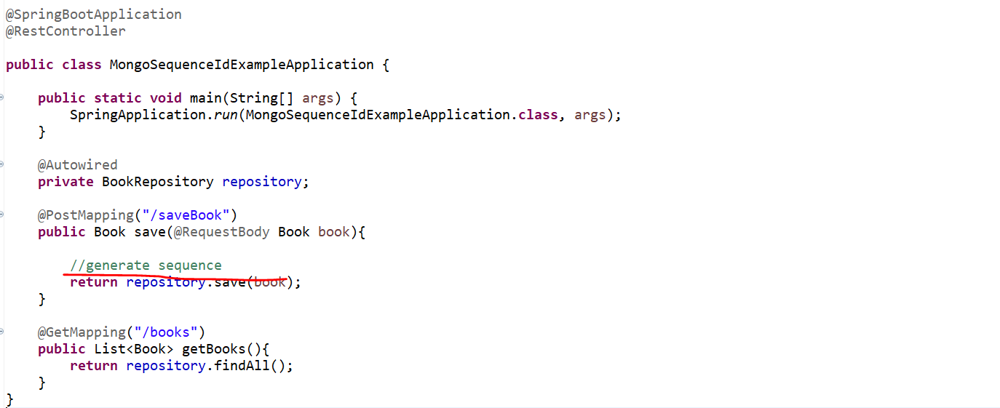 @SpringBootApplication
@RestController
public class MongoSequenceIdExampleApplication {
public static void main(String[] args) {
SpringApplication.run(MongoSequenceIdExampleApplication.class, args);
}
@Autowired
private BookRepository repository;
@PostMapping("/saveBook")
public Book save(@RequestBody Book book){
//generate sequence
return repository.save(book);
}
@GetMapping("/books")
public List<Book> getBooks(){
return repository.findAll();
}
}